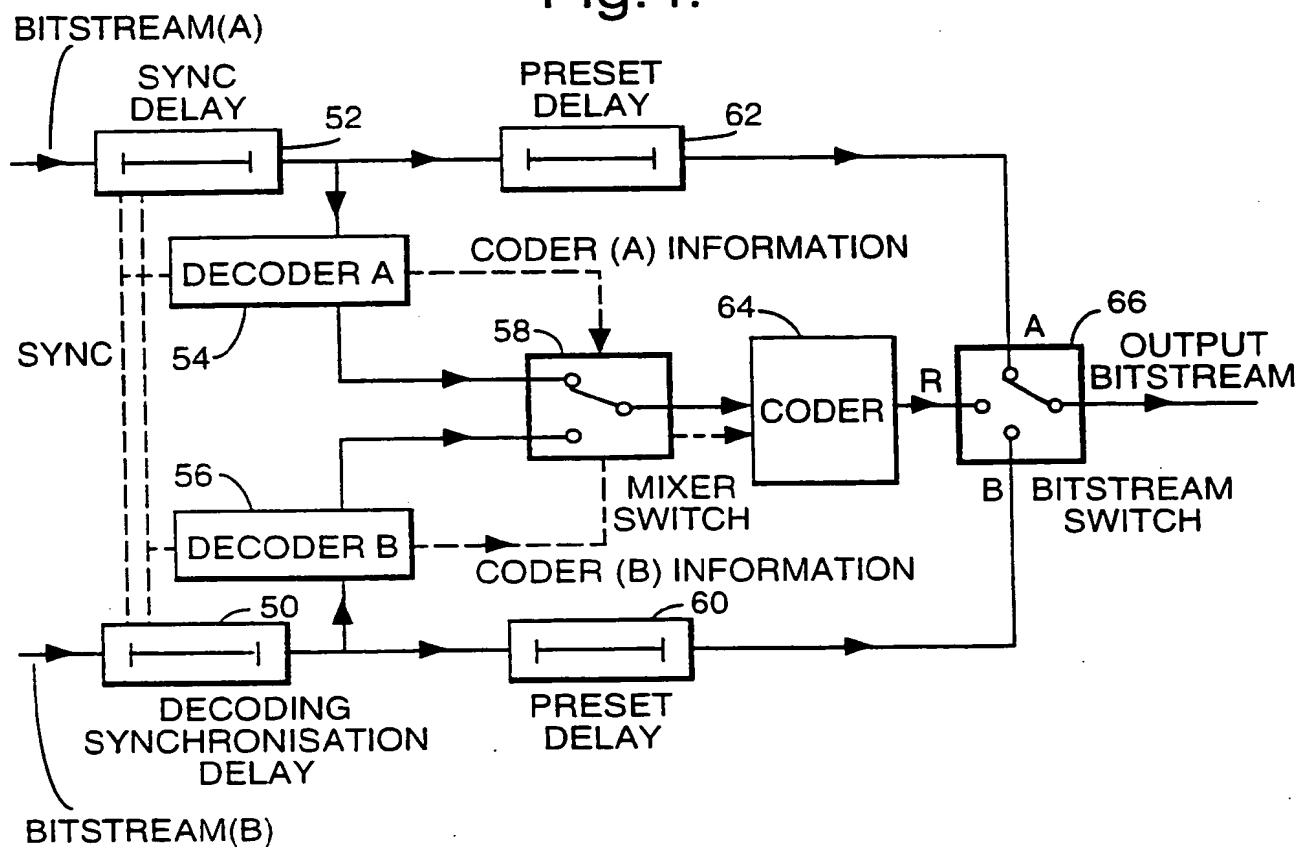 Fig.
BITSTREAM(A)
SYNC
DELAY
52
PRESET
DELAY
62
DECODER A
54
CODER (A) INFORMATION
SYNC
58
MIXER
SWITCH
64
CODER
R
A
66
OUTPUT
BITSTREAM
B
BITSTREAM
SWITCH
56
DECODER B
CODER (B) INFORMATION
50
DECODING
SYNCHRONISATION
DELAY
60
PRESET
DELAY
BITSTREAM(B)